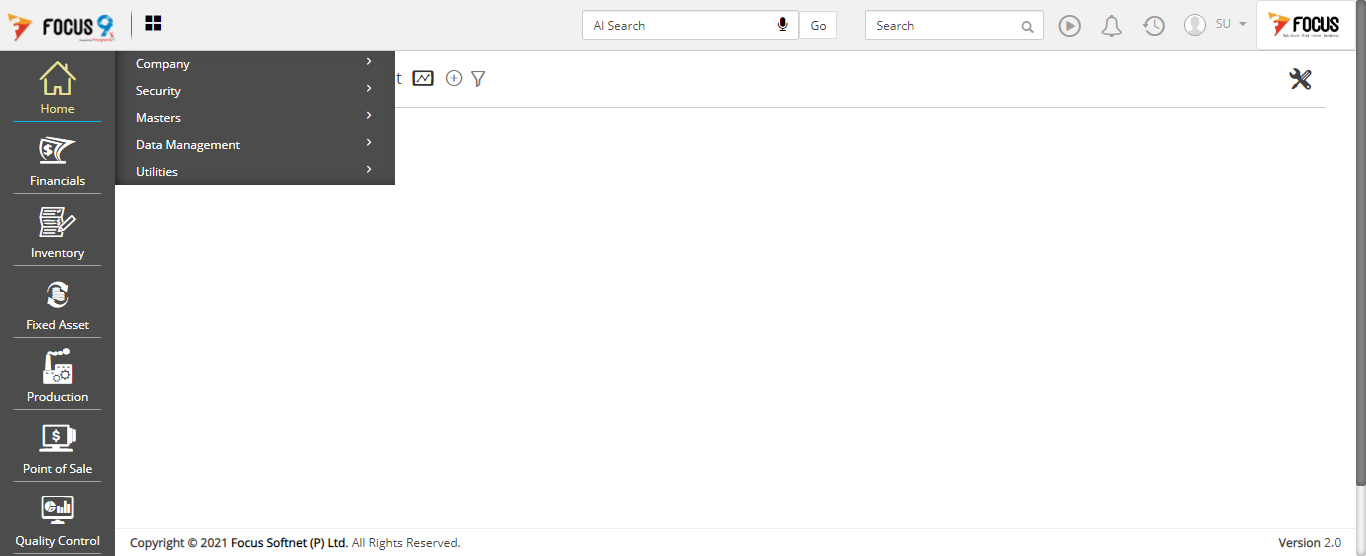 FOCUS 9
AI Search
Go
Search
SU
FOCUS
Home
Financials
Inventory
Fixed Asset
Production
Point of Sale
Quality Control
Company
Security
Masters
Data Management
Utilities
t
Copyright © 2021 Focus Softnet (P) Ltd. All Rights Reserved.
Version 2.0